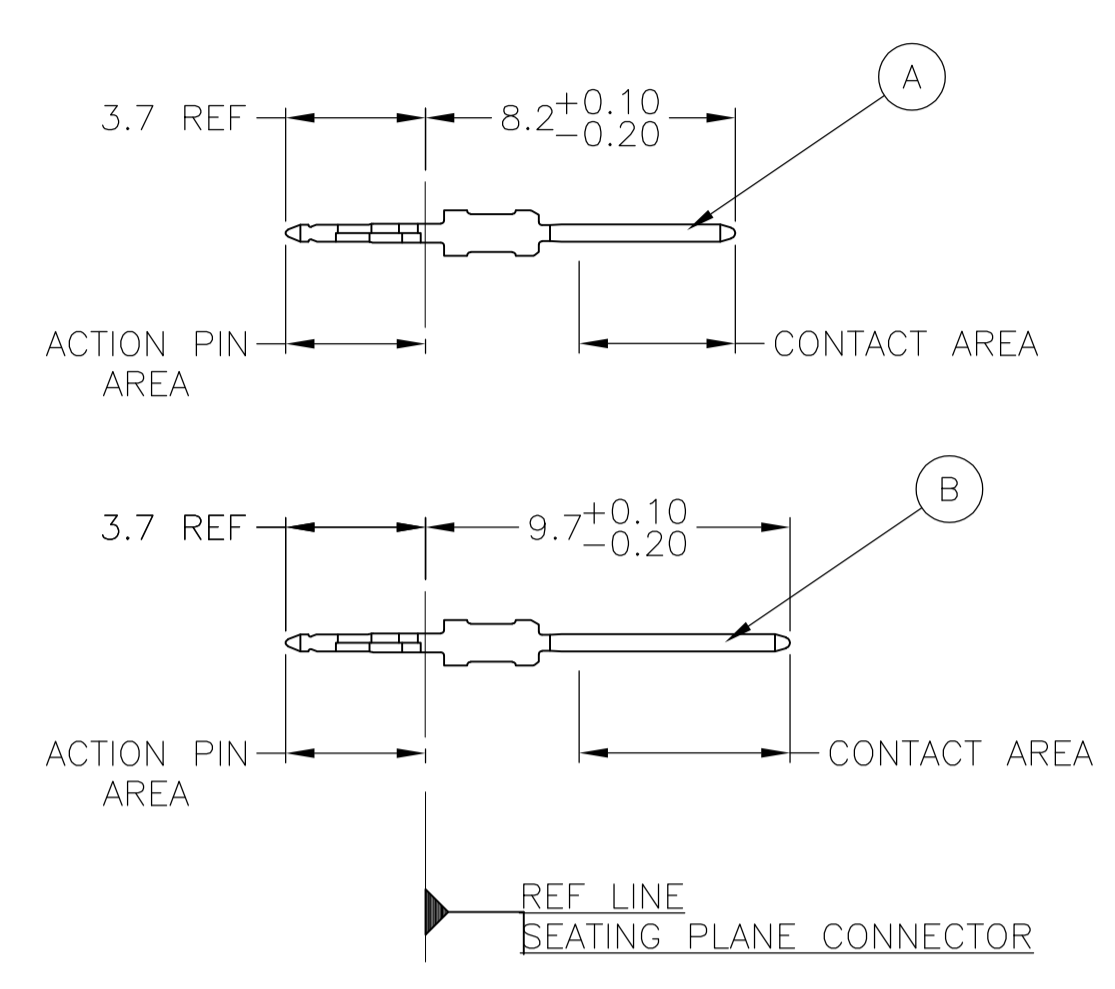 A
3.7 REF
8.2 +0.10
-0.20
ACTION PIN
AREA
CONTACT AREA
B
3.7 REF
9.7 +0.10
-0.20
ACTION PIN
AREA
CONTACT AREA
REF LINE
SEATING PLANE CONNECTOR